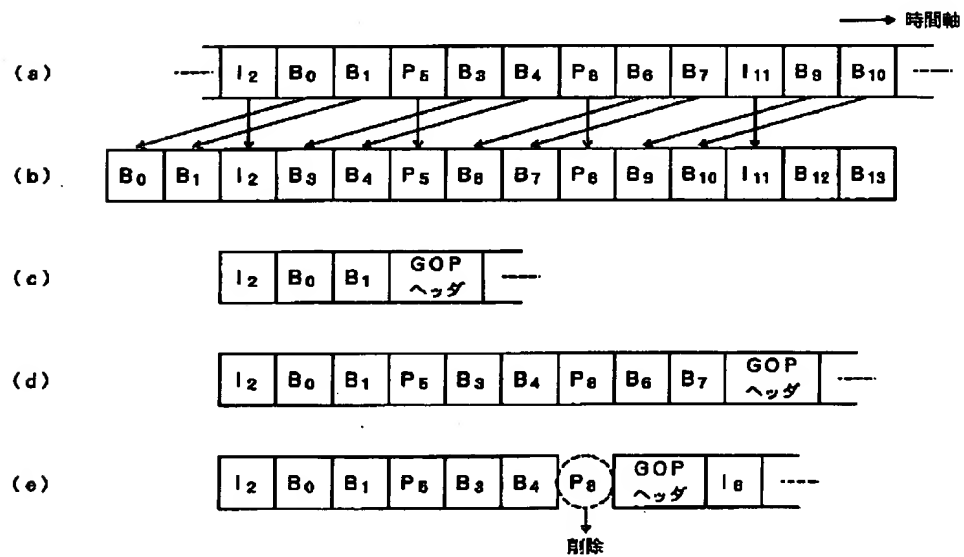 → 時間軸
(a) I₂ B₀ B₁ P₅ B₃ B₄ P₈ B₆ B₇ I₁₁ B₉ B₁₀
(b) B₀ B₁ I₂ B₃ B₄ P₅ B₆ B₇ P₈ B₉ B₁₀ I₁₁ B₁₂ B₁₃
(c) I₂ B₀ B₁ GOP
ヘッダ
(d) I₂ B₀ B₁ P₅ B₃ B₄ P₈ B₆ B₇ GOP
ヘッダ
(e) I₂ B₀ B₁ P₅ B₃ B₄ P₈ GOP
ヘッダ I₈
削除